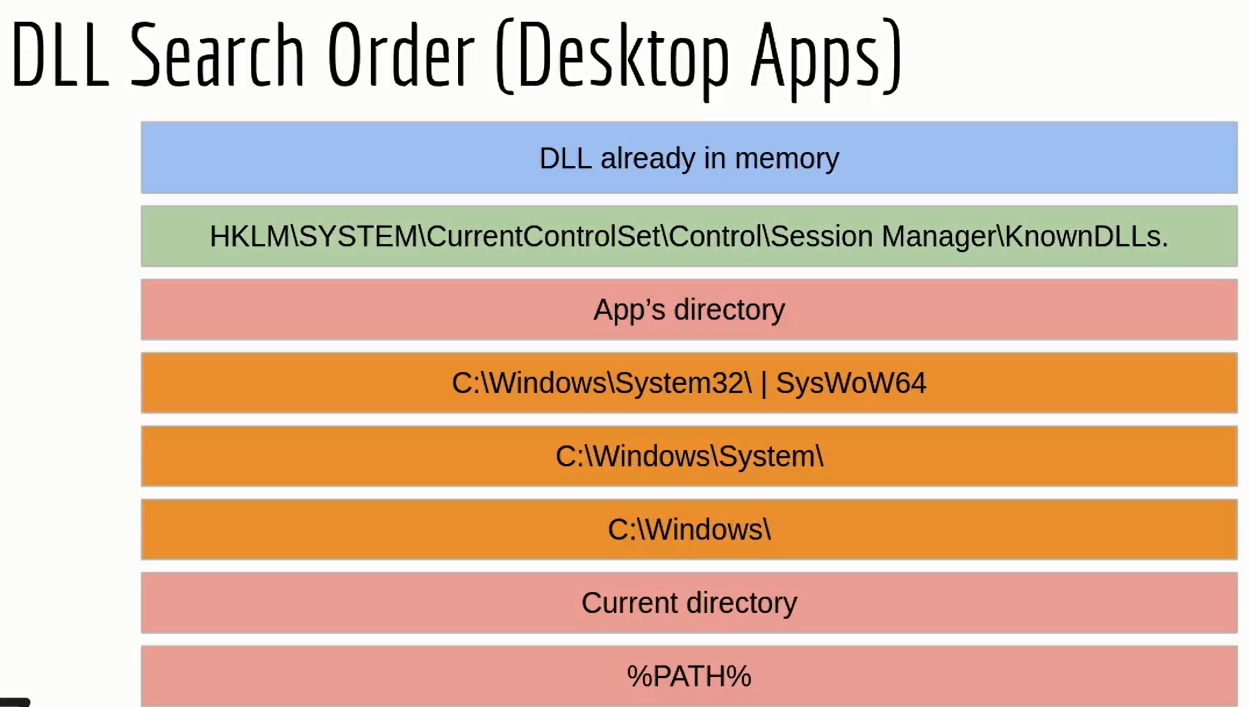 DLL Search Order (Desktop Apps)
DLL already in memory
HKLM\SYSTEM\CurrentControlSet\Control\Session Manager\KnownDLLs.
App’s directory
C:\Windows\System32\ | SysWoW64
C:\Windows\System\
C:\Windows\
Current directory
%PATH%